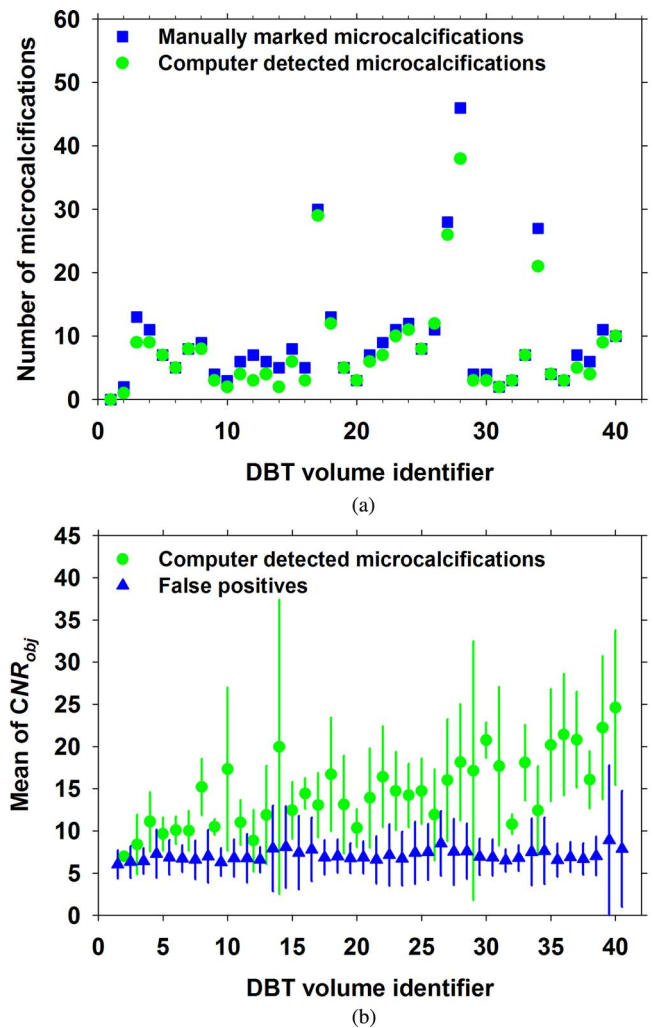 60
50
40
30
20
10
0
Number of microcalcifications
Manually marked microcalcifications
Computer detected microcalcifications
0 10 20 30 40
DBT volume identifier
(a)
45
40
35
30
25
20
15
10
5
0
Mean of CNRobj
Computer detected microcalcifications
False positives
0 5 10 15 20 25 30 35 40
DBT volume identifier
(b)